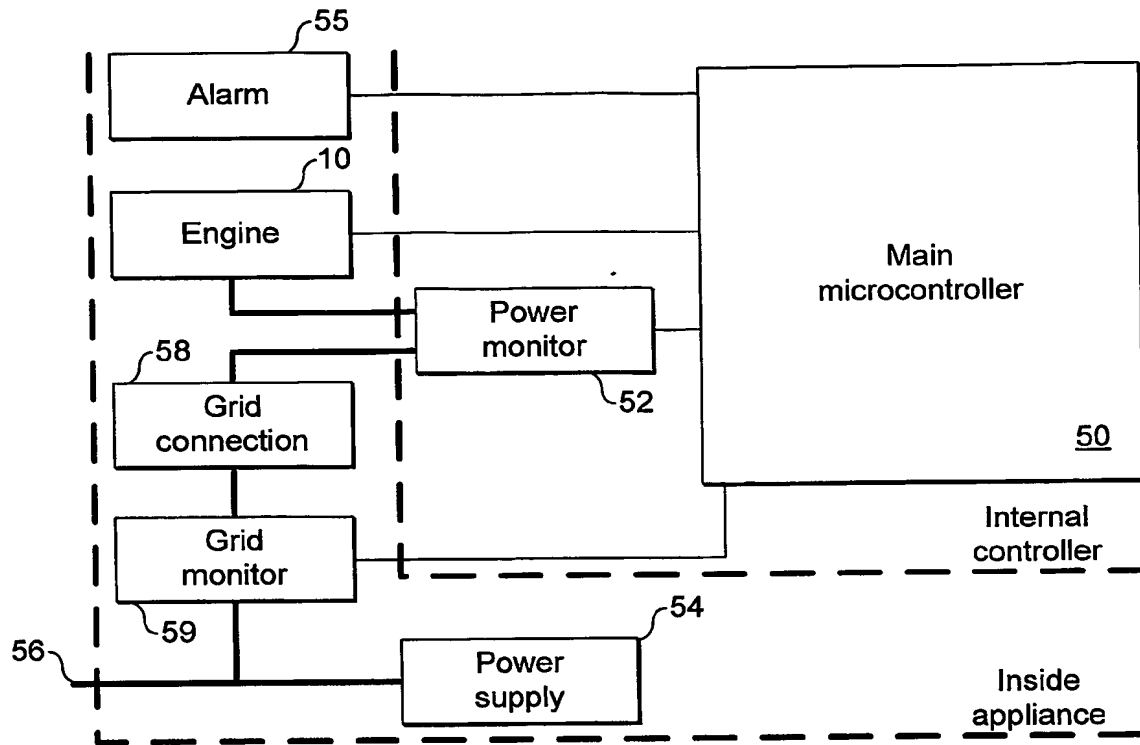 55
Alarm
10
Engine
Main
microcontroller
Power
monitor
58
52
Grid
connection
50
Grid
monitor
Internal
controller
59
54
56
Power
supply
Inside
appliance